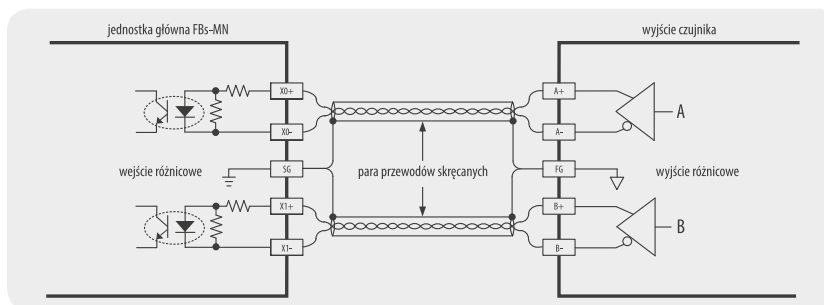 jednostka główna FBs-MN
wyjście czujnika
X0+
A+
A
X0-
A-
wejście różnicowe
SG
para przewodów skręcanych
FG
wyjście różnicowe
X1+
B+
B
X1-
B-